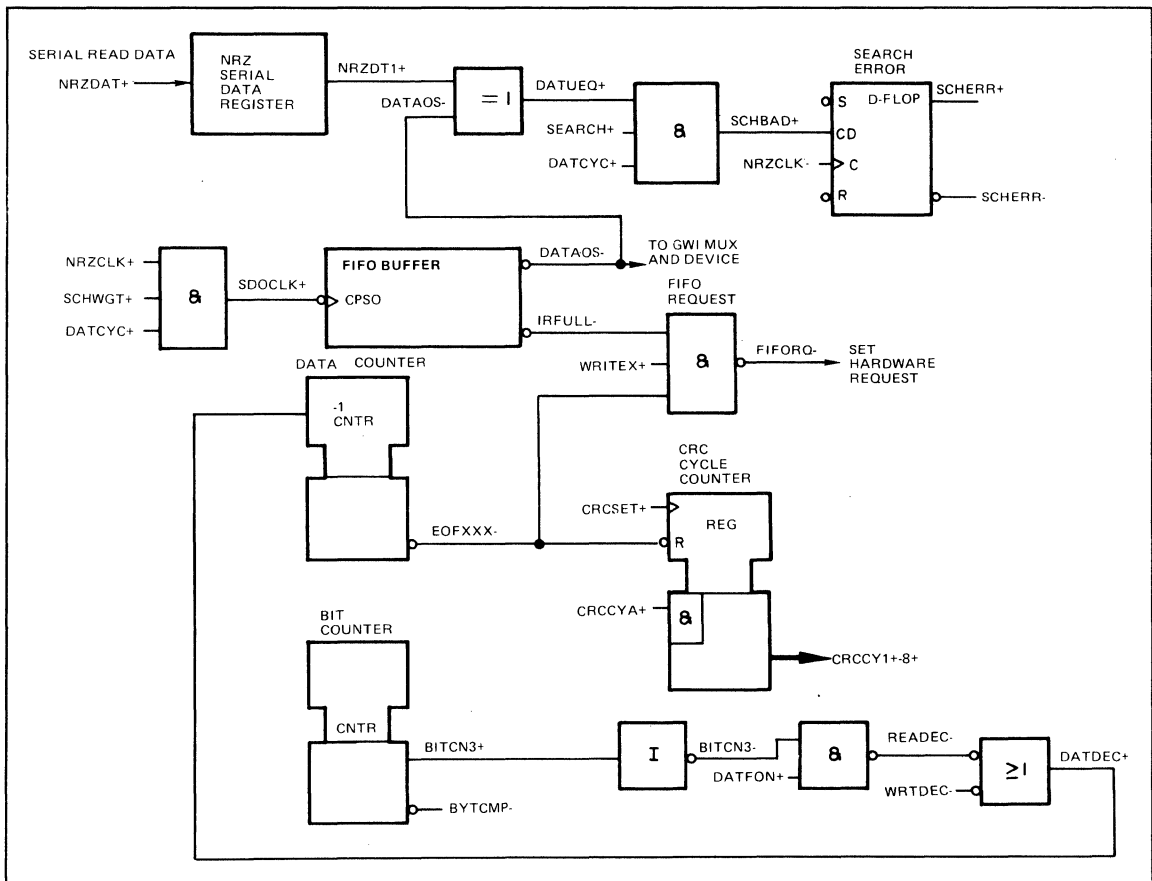 SERIAL READ DATA
NRZDAT+
NRZ
SERIAL
DATA
REGISTER
NRZDT1+
DATAOS-
= 1
DATUEQ+
SEARCH+
DATCYC+
&
SCHBAD+
SEARCH
ERROR
S
D-FLOP
CD
NRZCLK-
C
R
SCHERR+
SCHERR-
NRZCLK+
SCHWGT+
DATCYC+
&
SDOCLK+
FIFO BUFFER
CPSO
DATAOS-
TO GWI MUX
AND DEVICE
IRFULL-
FIFO
REQUEST
WRITEX+
&
FIFORQ-
SET
HARDWARE
REQUEST
DATA COUNTER
-1
CNTR
EOFXXX-
CRC
CYCLE
COUNTER
CRCSET+
REG
R
CRCCYA+
&
CRCCY1+-8+
BIT
COUNTER
CNTR
BITCN3+
BYTCMP-
I
BITCN3-
DATFON+
&
READEC-
WRTDEC-
≥1
DATDEC+